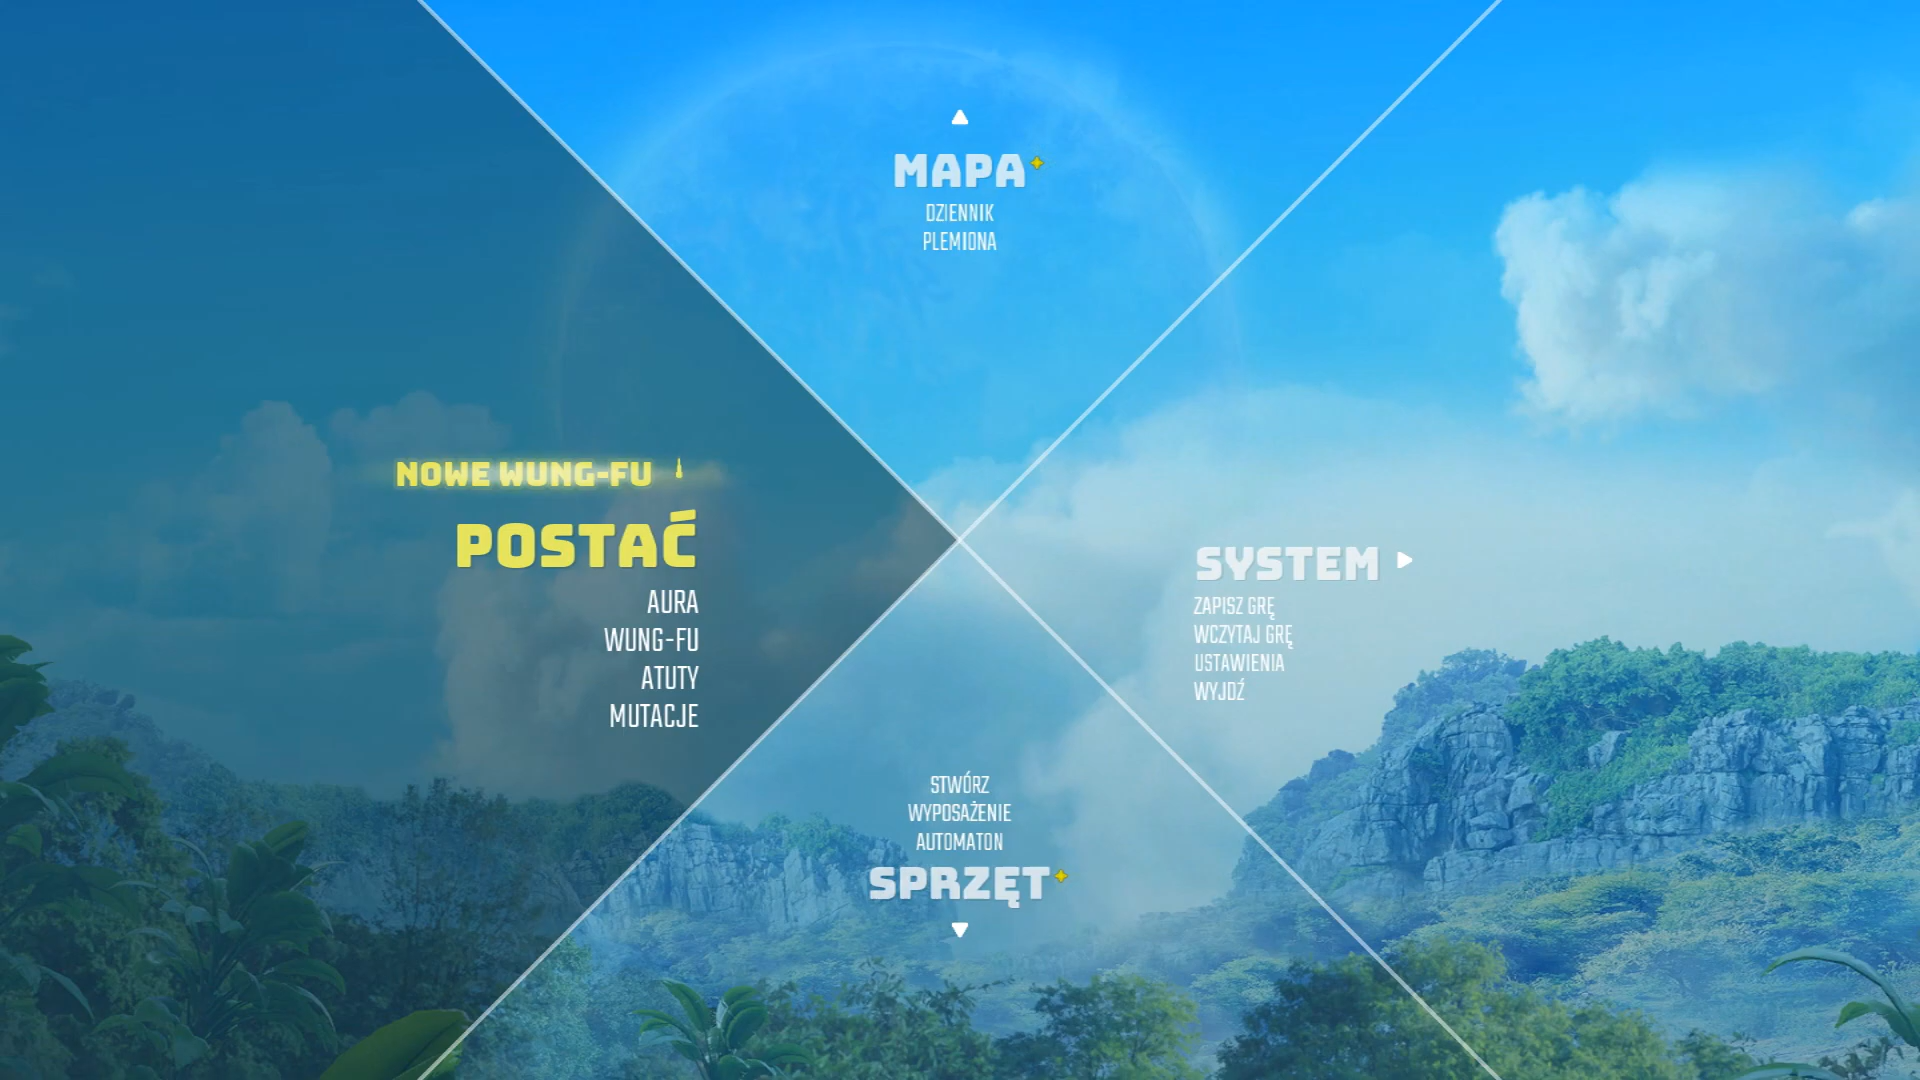 MAPA
DZIENNIK
PLEMIONA
NOWE WUNG-FU
POSTAĆ
AURA
WUNG-FU
ATUTY
MUTACJE
SYSTEM
ZAPISZ GRĘ
WCZYTAJ GRĘ
USTAWIENIA
WYJDŹ
STWÓRZ
WYPOSAŻENIE
AUTOMATON
SPRZĘT